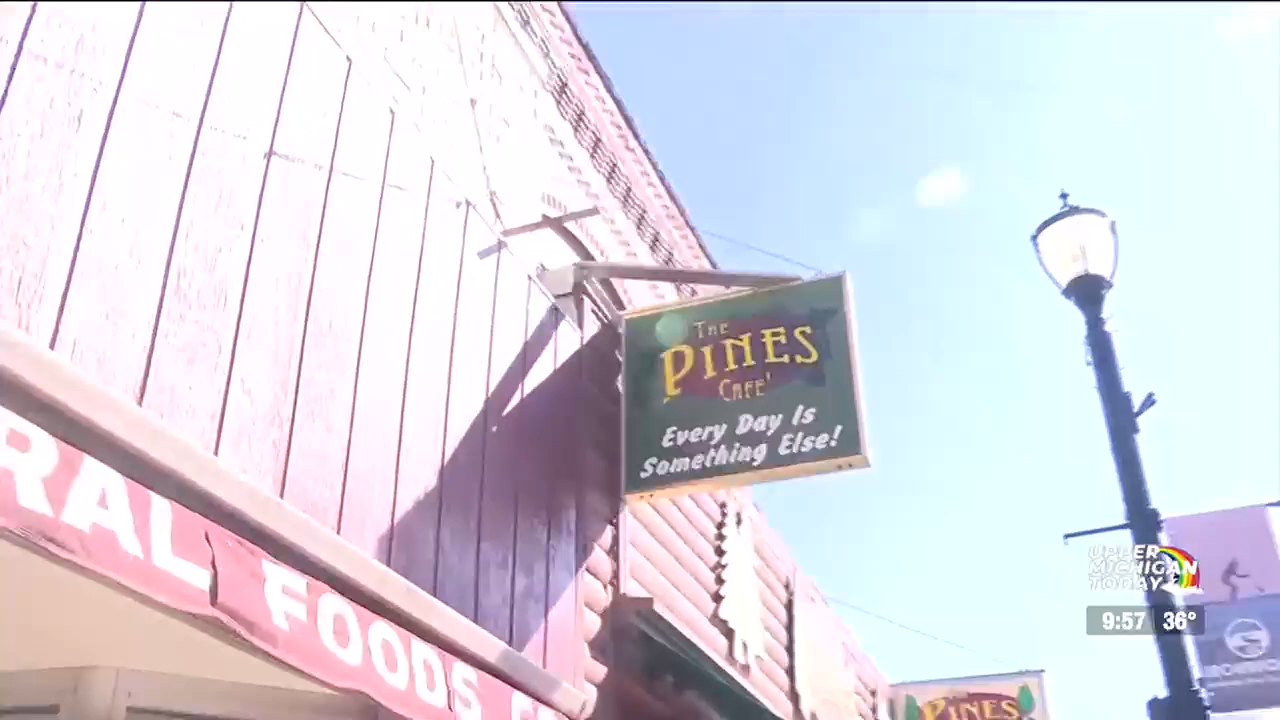 The
PINES
Cafe'
Every Day Is
Something Else!
RAL FOODS
PINES
UPPER
MICHIGAN
TODAY
9:57 36°